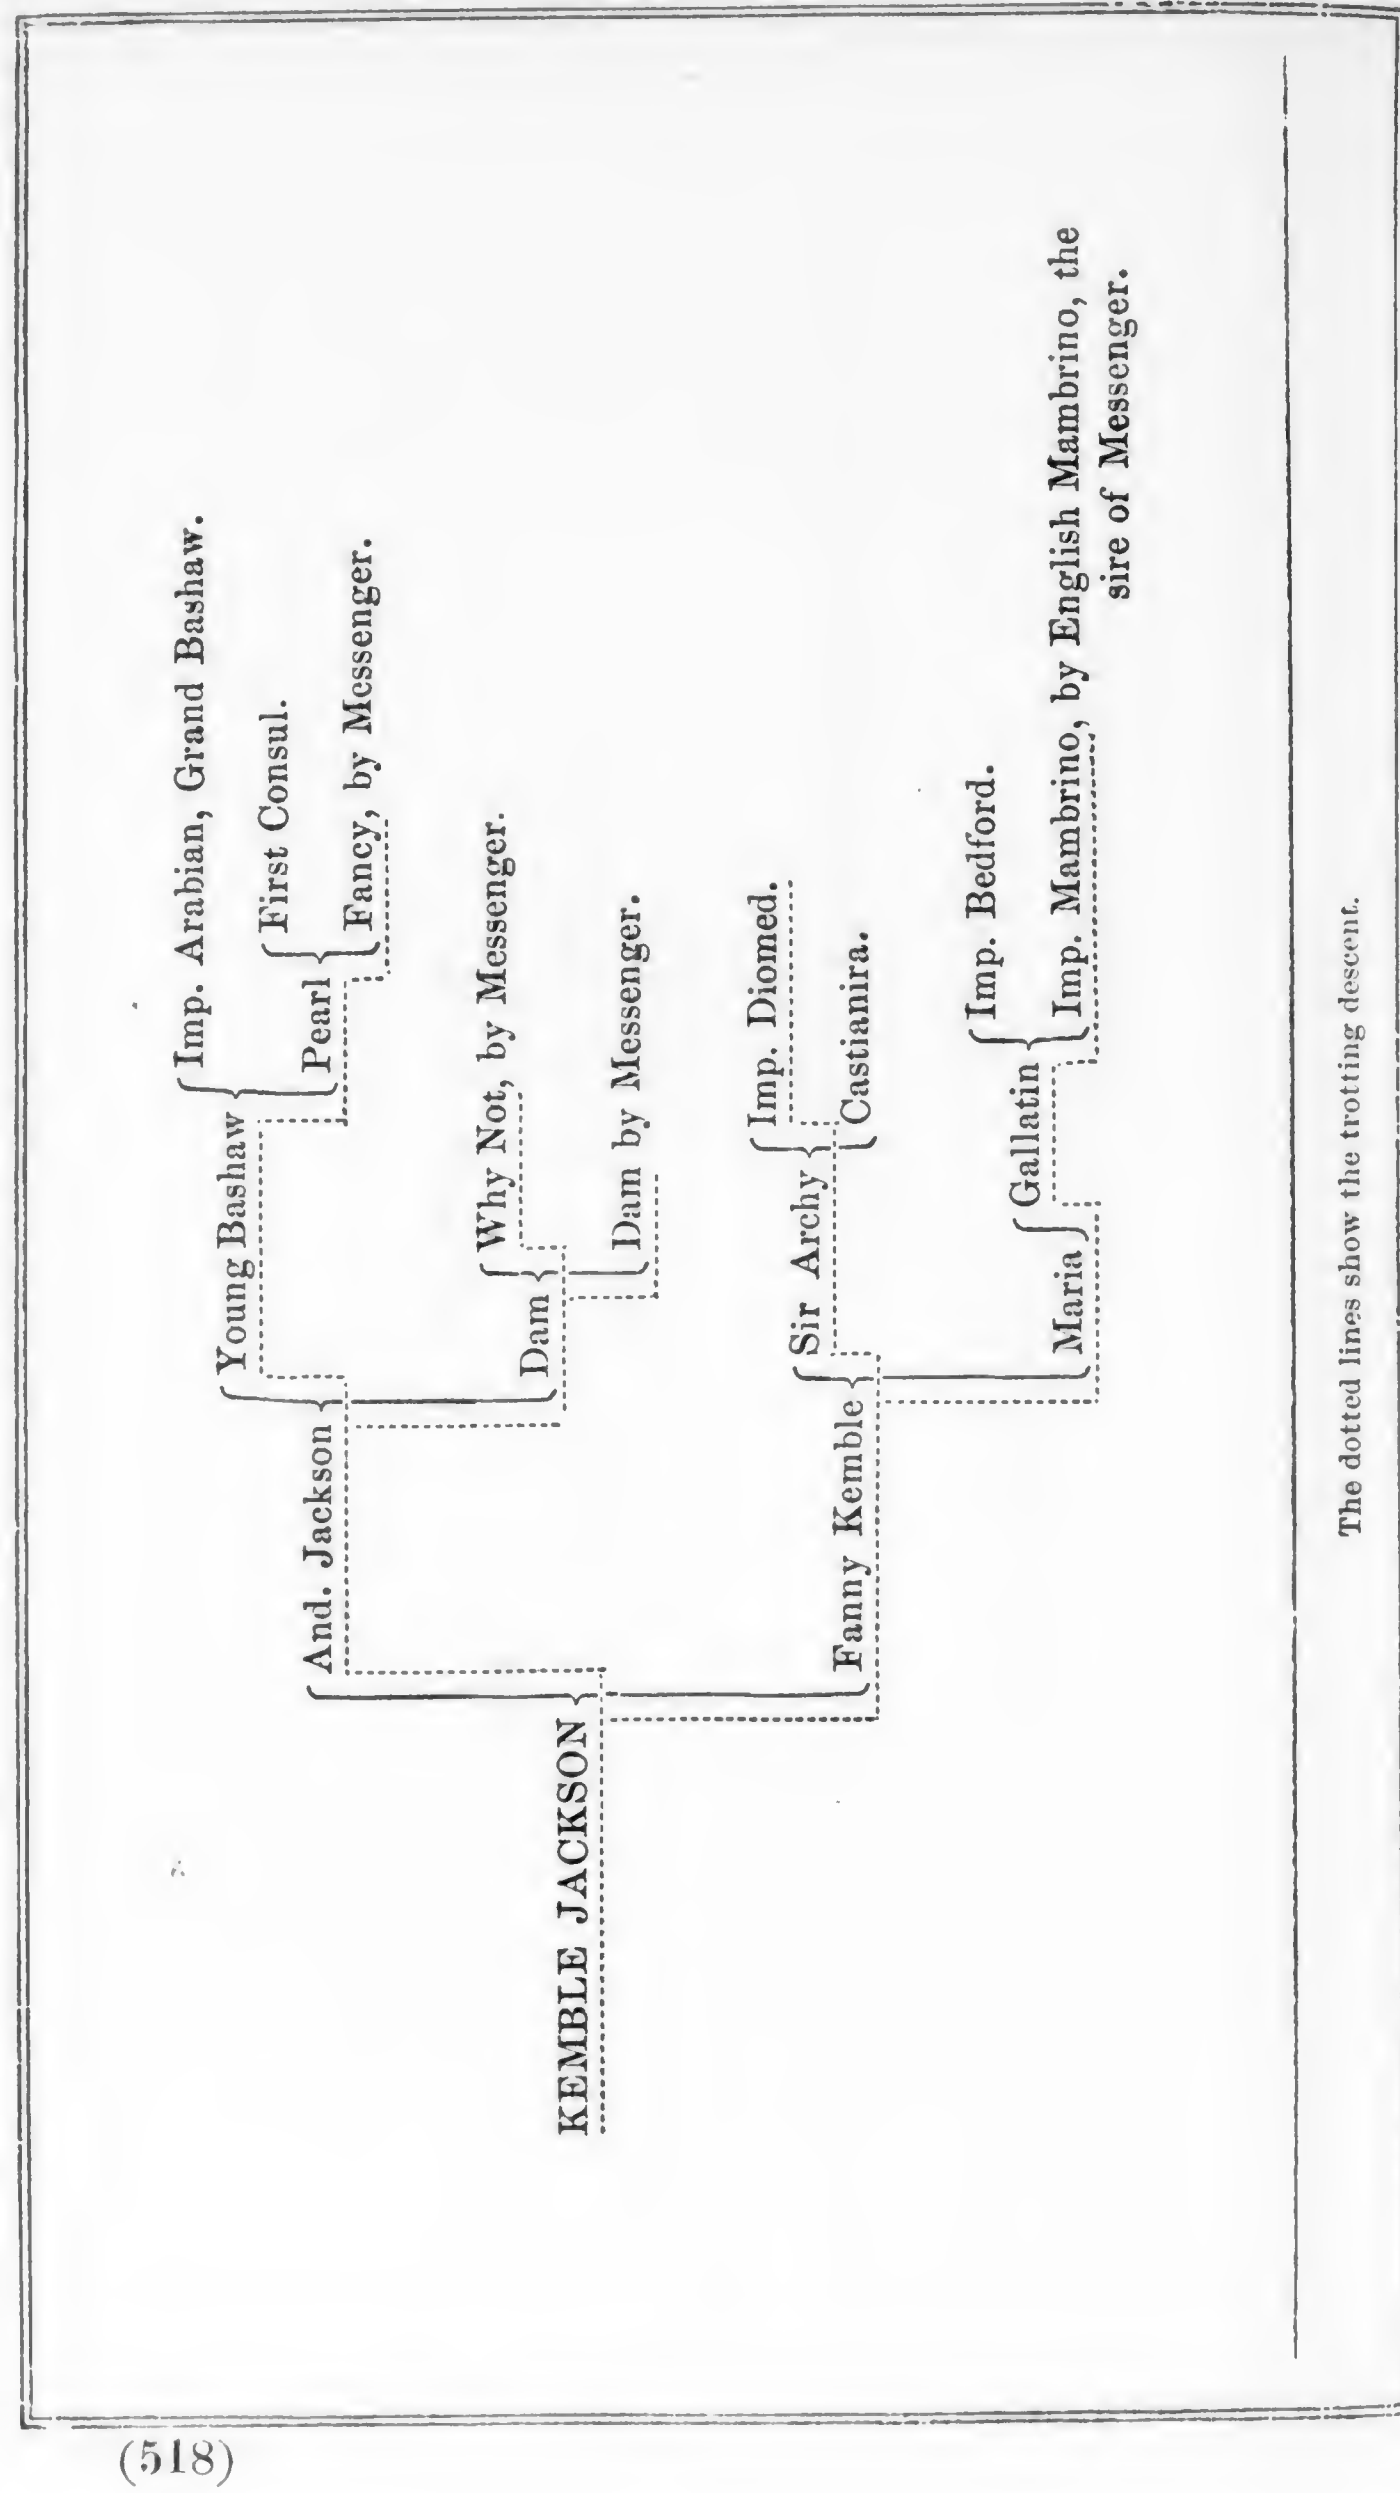 Imp. Arabian, Grand Bashaw.
Young Bashaw
First Consul.
Pearl
Fancy, by Messenger.
And. Jackson
Why Not, by Messenger.
Dam
Dam by Messenger.
KEMBLE JACKSON
Imp. Diomed.
Sir Archy
Castianira.
Fanny Kemble
Imp. Bedford.
Gallatin
Imp. Mambrino, by English Mambrino, the
sire of Messenger.
Maria
The dotted lines show the trotting descent.
(518)